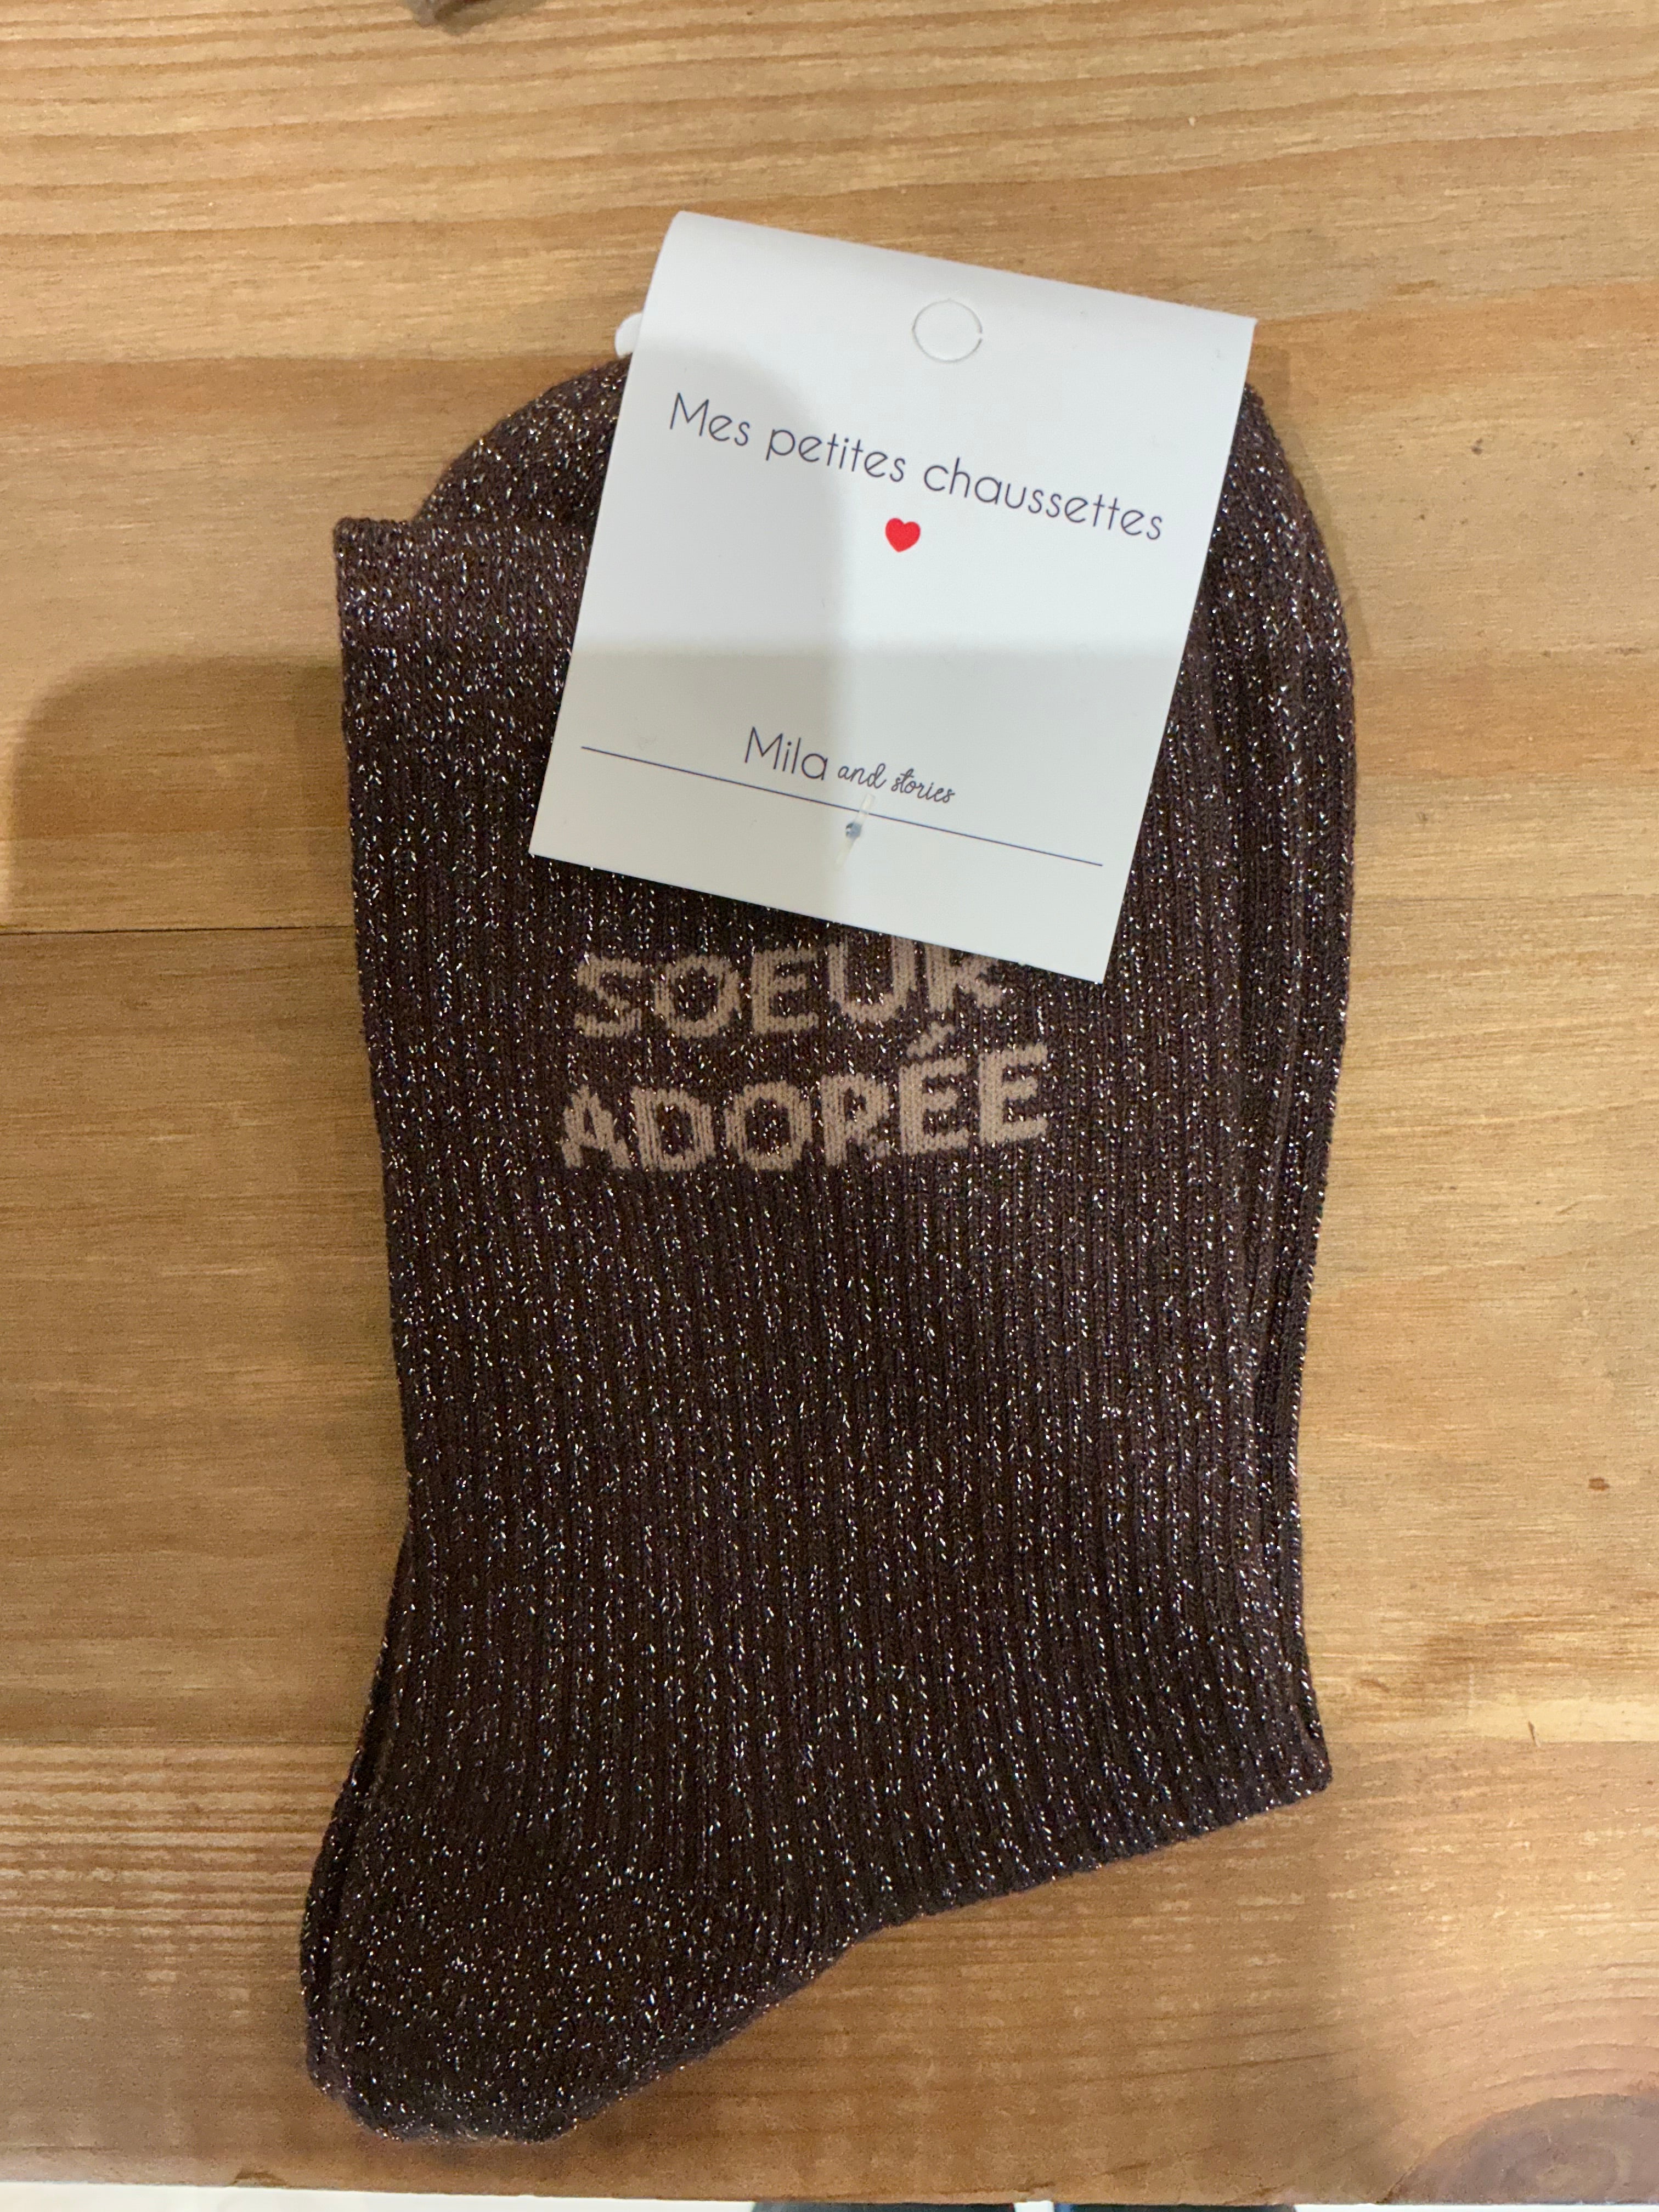 Mes petites chaussettes
Mila and stories
SOEUR
ADORÉE